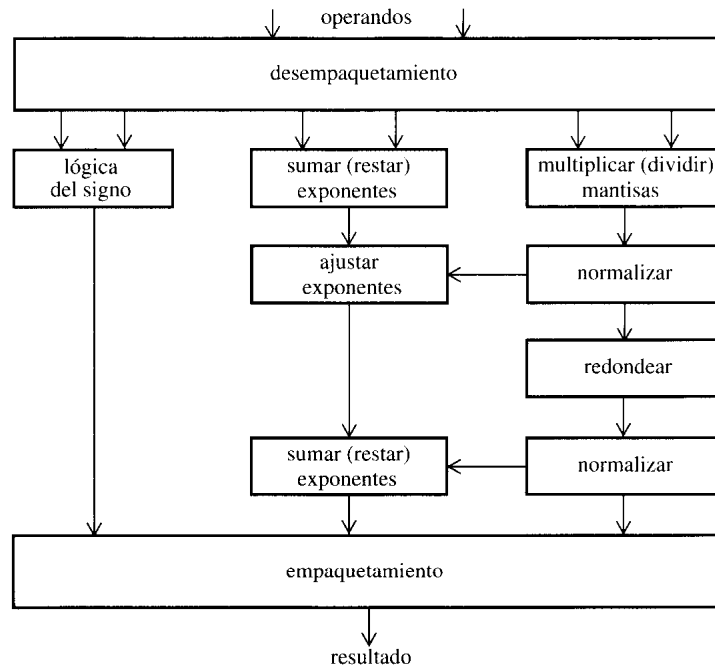 operandos
desempaquetamiento
lógica
del signo
sumar (restar)
exponentes
multiplicar (dividir)
mantisas
ajustar
exponentes
normalizar
redondear
sumar (restar)
exponentes
normalizar
empaquetamiento
resultado